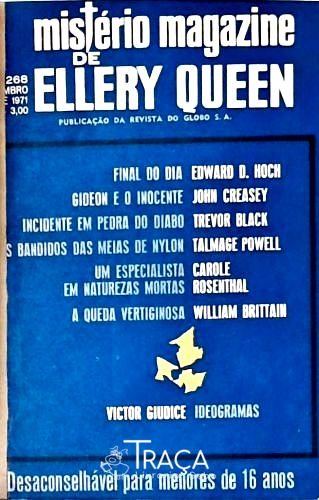 mistério magazine
DE
ELLERY QUEEN
268
MBRO
E 1971
3,00
PUBLICAÇÃO DA REVISTA DO GLOBO S. A.
FINAL DO DIA EDWARD D. HOCH
GIDEON E O INOCENTE JOHN CREASEY
INCIDENTE EM PEDRA DO DIABO TREVOR BLACK
S BANDIDOS DAS MEIAS DE NYLON TALMAGE POWELL
UM ESPECIALISTA CAROLE
EM NATUREZAS MORTAS ROSENTHAL
A QUEDA VERTIGINOSA WILLIAM BRITTAIN
VICTOR GIUDICE IDEOGRAMAS
TRAÇA
Desaconselhável para menores de 16 anos